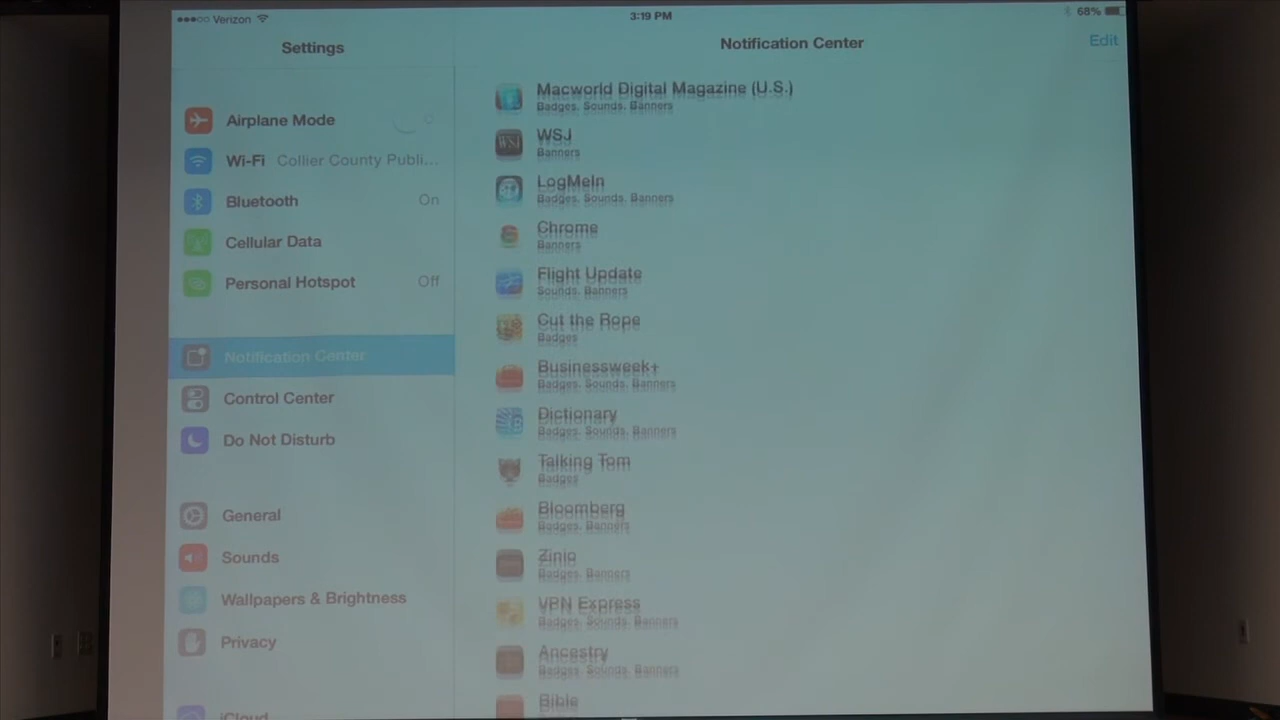 Verizon
3:19 PM
68%
Settings
Notification Center
Edit
Airplane Mode
Wi-Fi Collier County Publi...
Bluetooth On
Cellular Data
Personal Hotspot Off
Notification Center
Control Center
Do Not Disturb
General
Sounds
Wallpapers & Brightness
Privacy
iCloud
Macworld Digital Magazine (U.S.)
Badges, Sounds, Banners
WSJ
WSJ
Banners
LogMeIn
Badges, Sounds, Banners
Chrome
Banners
Flight Update
Sounds, Banners
Cut the Rope
Badges
Businessweek+
Badges, Sounds, Banners
Dictionary
Badges, Sounds, Banners
Talking Tom
Badges
Bloomberg
Badges, Banners
Zinio
Badges, Banners
VPN Express
Badges, Sounds, Banners
Ancestry
Badges, Sounds, Banners
Bible